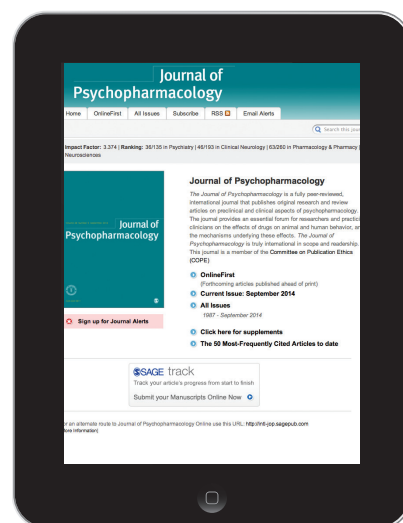 Journal of
Psychopharmacology
Home OnlineFirst All Issues Subscribe RSS Email Alerts
Search this jour
Impact Factor: 3.374 | Ranking: 36/135 in Psychiatry | 46/193 in Clinical Neurology | 63/260 in Pharmacology & Pharmacy |
Neurosciences
Journal of
Psychopharmacology
Sign up for Journal Alerts
Journal of Psychopharmacology
The Journal of Psychopharmacology is a fully peer-reviewed,
international journal that publishes original research and review
articles on preclinical and clinical aspects of psychopharmacology.
The journal provides an essential forum for researchers and practici
clinicians on the effects of drugs on animal and human behavior, an
the mechanisms underlying these effects. The Journal of
Psychopharmacology is truly international in scope and readership.
This journal is a member of the Committee on Publication Ethics
(COPE)
OnlineFirst
(Forthcoming articles published ahead of print)
Current Issue: September 2014
All Issues
1987 - September 2014
Click here for supplements
The 50 Most-Frequently Cited Articles to date
SAGE track
Track your article's progress from start to finish
Submit your Manuscripts Online Now
or an alternate route to Journal of Psychopharmacology Online use this URL: http://intl-jop.sagepub.com
More Information)